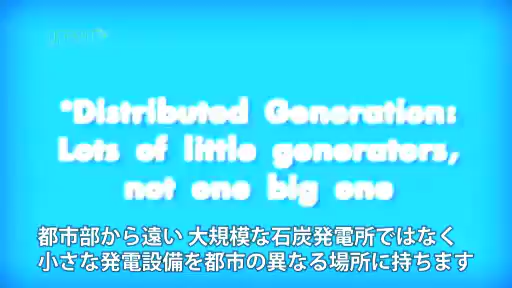 *Distributed Generation:
Lots of little generators,
not one big one
都市部から遠い 大規模な石炭発電所ではなく
小さな発電設備を都市の異なる場所に持ちます